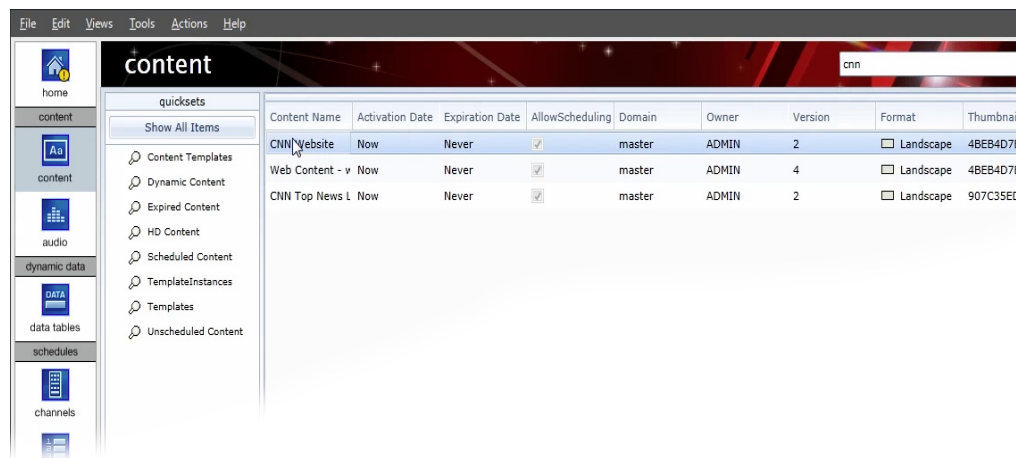 File Edit Views Tools Actions Help
content
cnn
home
content
Aa
content
audio
dynamic data
DATA
data tables
schedules
channels
quicksets
Show All Items
Content Templates
Dynamic Content
Expired Content
HD Content
Scheduled Content
TemplateInstances
Templates
Unscheduled Content
Content Name Activation Date Expiration Date AllowScheduling Domain Owner Version Format Thumbnai
CNN Website Now Never master ADMIN 2 Landscape 4BEB4D7
Web Content - w Now Never master ADMIN 4 Landscape 4BEB4D7
CNN Top News L Now Never master ADMIN 2 Landscape 907C35E